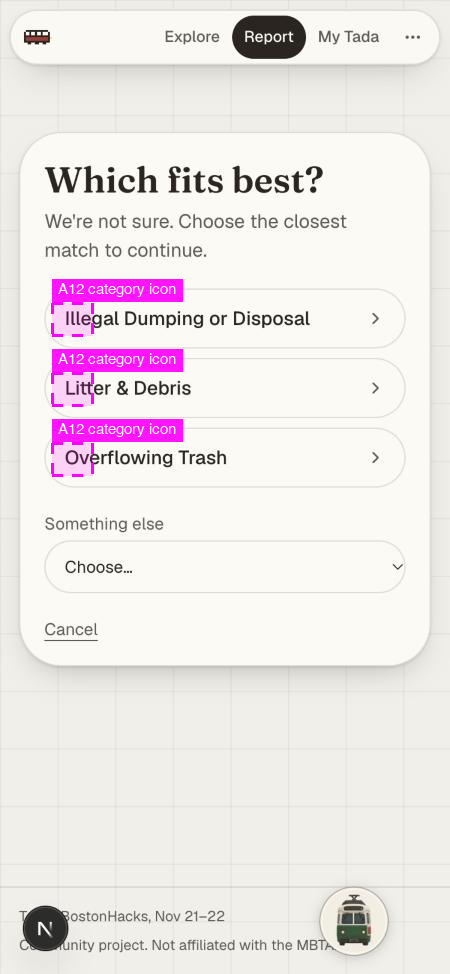 Explore Report My Tada
Which fits best?
We're not sure. Choose the closest
match to continue.
A12 category icon
Illegal Dumping or Disposal
A12 category icon
Litter & Debris
A12 category icon
Overflowing Trash
Something else
Choose...
Cancel
BostonHacks, Nov 21–22
N
project. Not affiliated with the MBTA